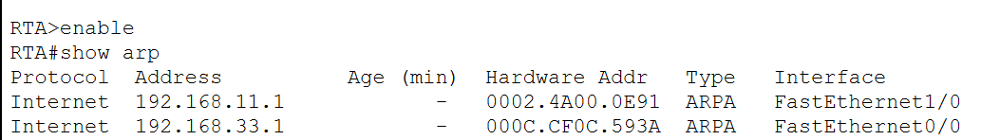 RTA>enable
RTA#show arp
Protocol  Address          Age (min)  Hardware Addr   Type   Interface
Internet  192.168.11.1            -   0002.4A00.0E91  ARPA   FastEthernet1/0
Internet  192.168.33.1            -   000C.CF0C.593A  ARPA   FastEthernet0/0